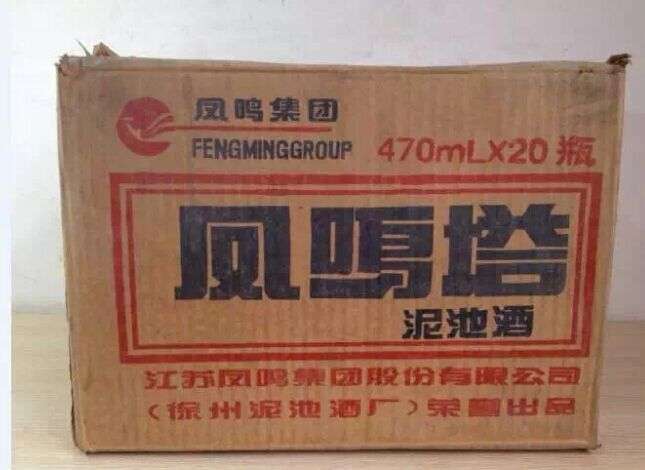 凤鸣集团
FENGMINGGROUP 470mLX20瓶
凤鸣塔
泥池酒
江苏凤鸣集团股份有限公司
(徐州泥池酒厂)荣誉出品